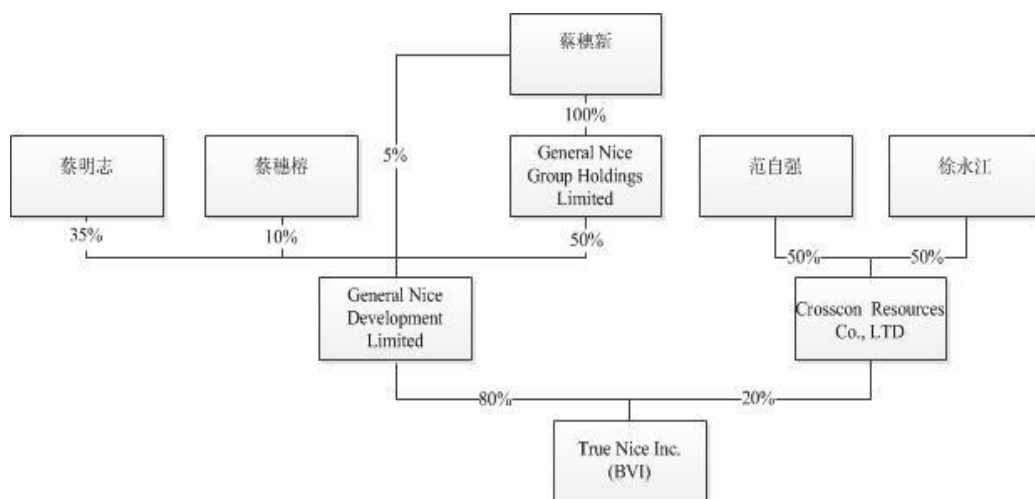 蔡穗新
100%
蔡明志
蔡穗榕
5%
General Nice
Group Holdings
Limited
范自强
徐永江
35%
10%
50%
50%
50%
General Nice
Development
Limited
Crosscon Resources
Co., LTD
80%
20%
True Nice Inc.
(BVI)